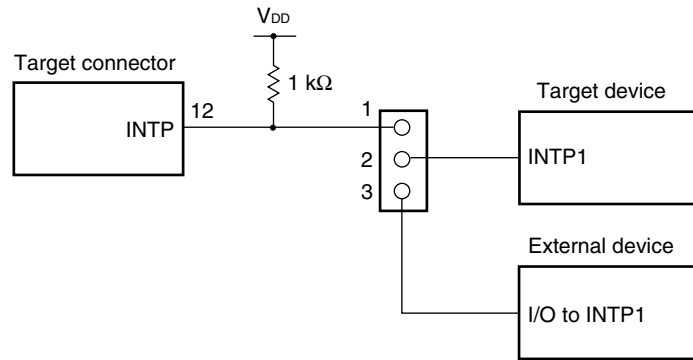 VDD
Target connector
1 kΩ
12
INTP
1
2
3
Target device
INTP1
External device
I/O to INTP1